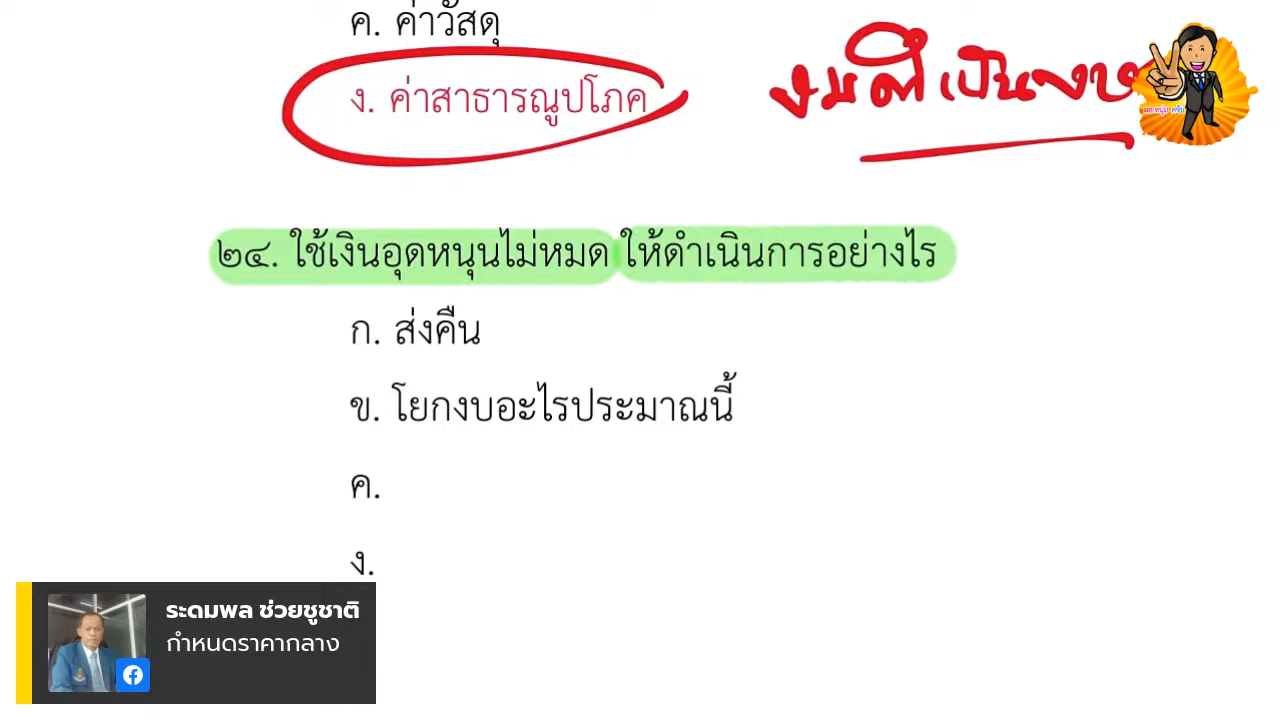 ค. ค่าวัสดุ
ง. ค่าสาธารณูปโภค
๒๔. ใช้เงินอุดหนุนไม่หมด ให้ดำเนินการอย่างไร
ก. ส่งคืน
ข. โยกงบอะไรประมาณนี้
ค.
ง.
ระดมพล ช่วยชูชาติ
กำหนดราคากลาง